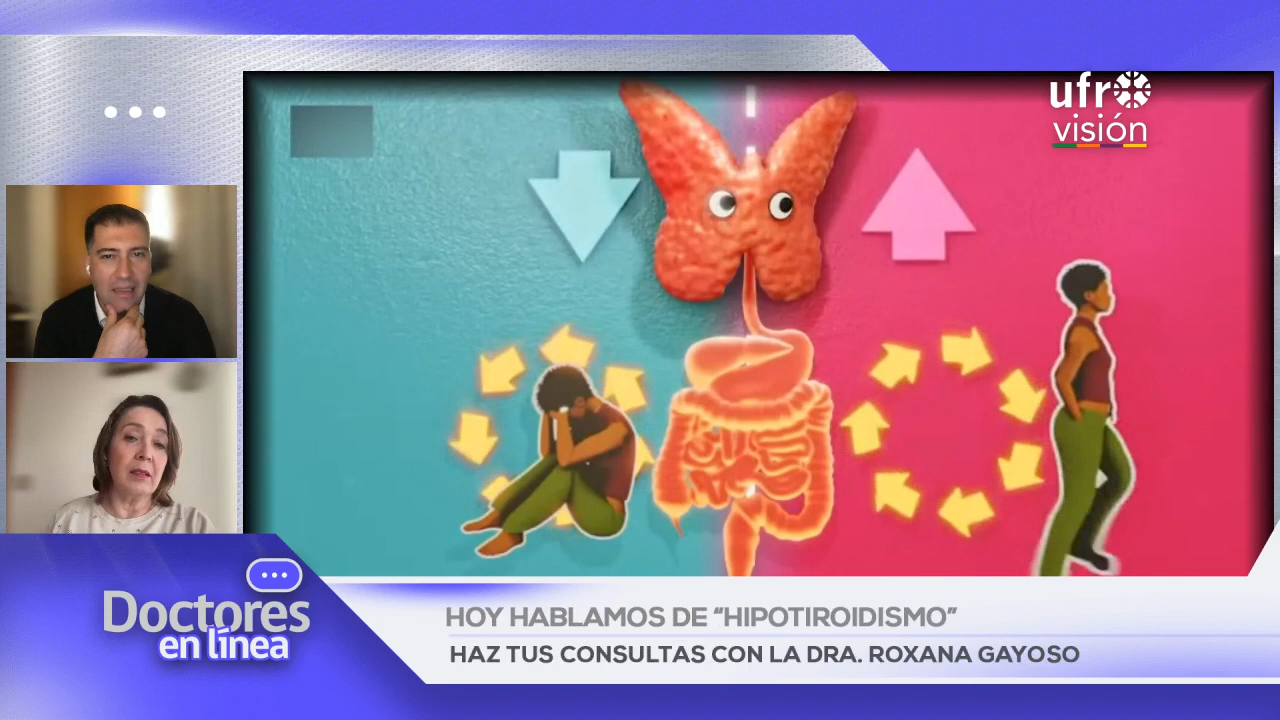 ufro
visión
Doctores
en línea
HOY HABLAMOS DE “HIPOTIROIDISMO”
HAZ TUS CONSULTAS CON LA DRA. ROXANA GAYOSO